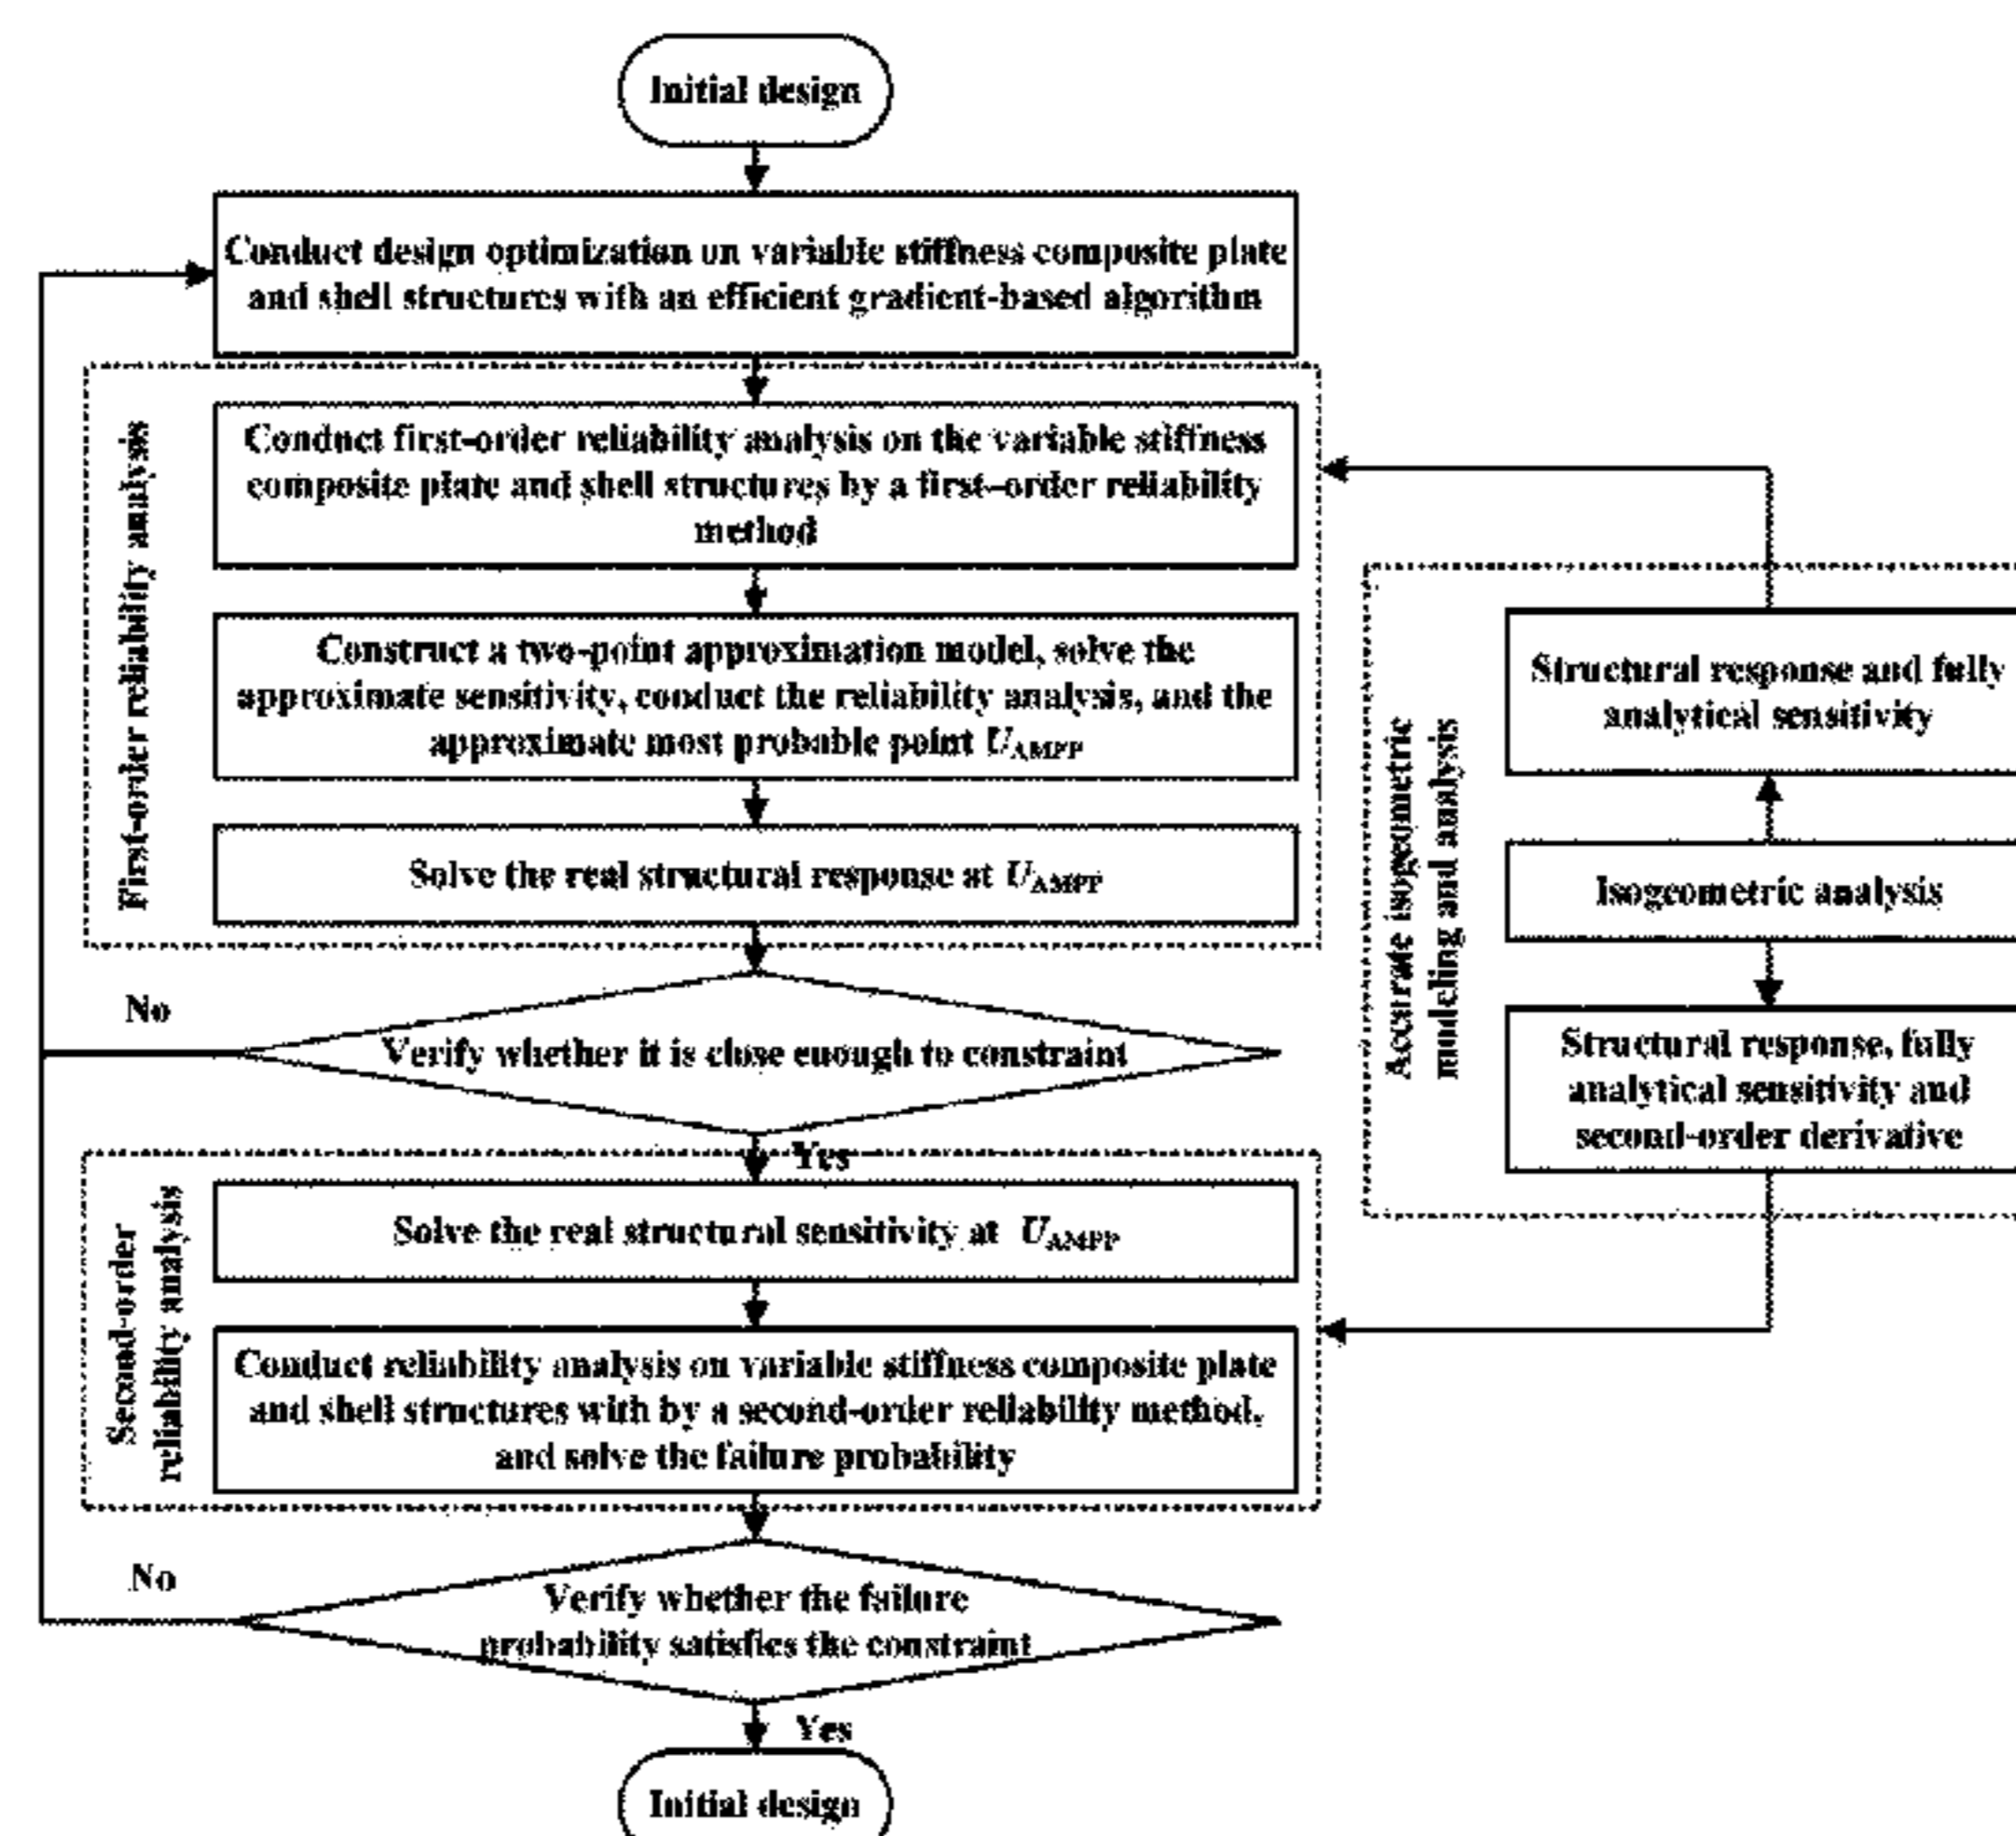 Initial design
Conduct design optimization on variable stiffness composite plate
and shell structures with an efficient gradient-based algorithm
First-order reliability analysis
Conduct first-order reliability analysis on the variable stiffness
composite plate and shell structures by a first-order reliability
method
Construct a two-point approximation model, solve the
approximate sensitivity, conduct the reliability analysis, and the
approximate most probable point UAMPP
Solve the real structural response at UAMPP
No
Verify whether it is close enough to constraint
Yes
Second-order
reliability analysis
Solve the real structural sensitivity at UAMPP
Conduct reliability analysis on variable stiffness composite plate
and shell structures with by a second-order reliability method,
and solve the failure probability
No
Verify whether the failure
probability satisfies the constraint
Yes
Initial design
Accurate isogeometric
modeling and analysis
Structural response and fully
analytical sensitivity
Isogeometric analysis
Structural response, fully
analytical sensitivity and
second-order derivative